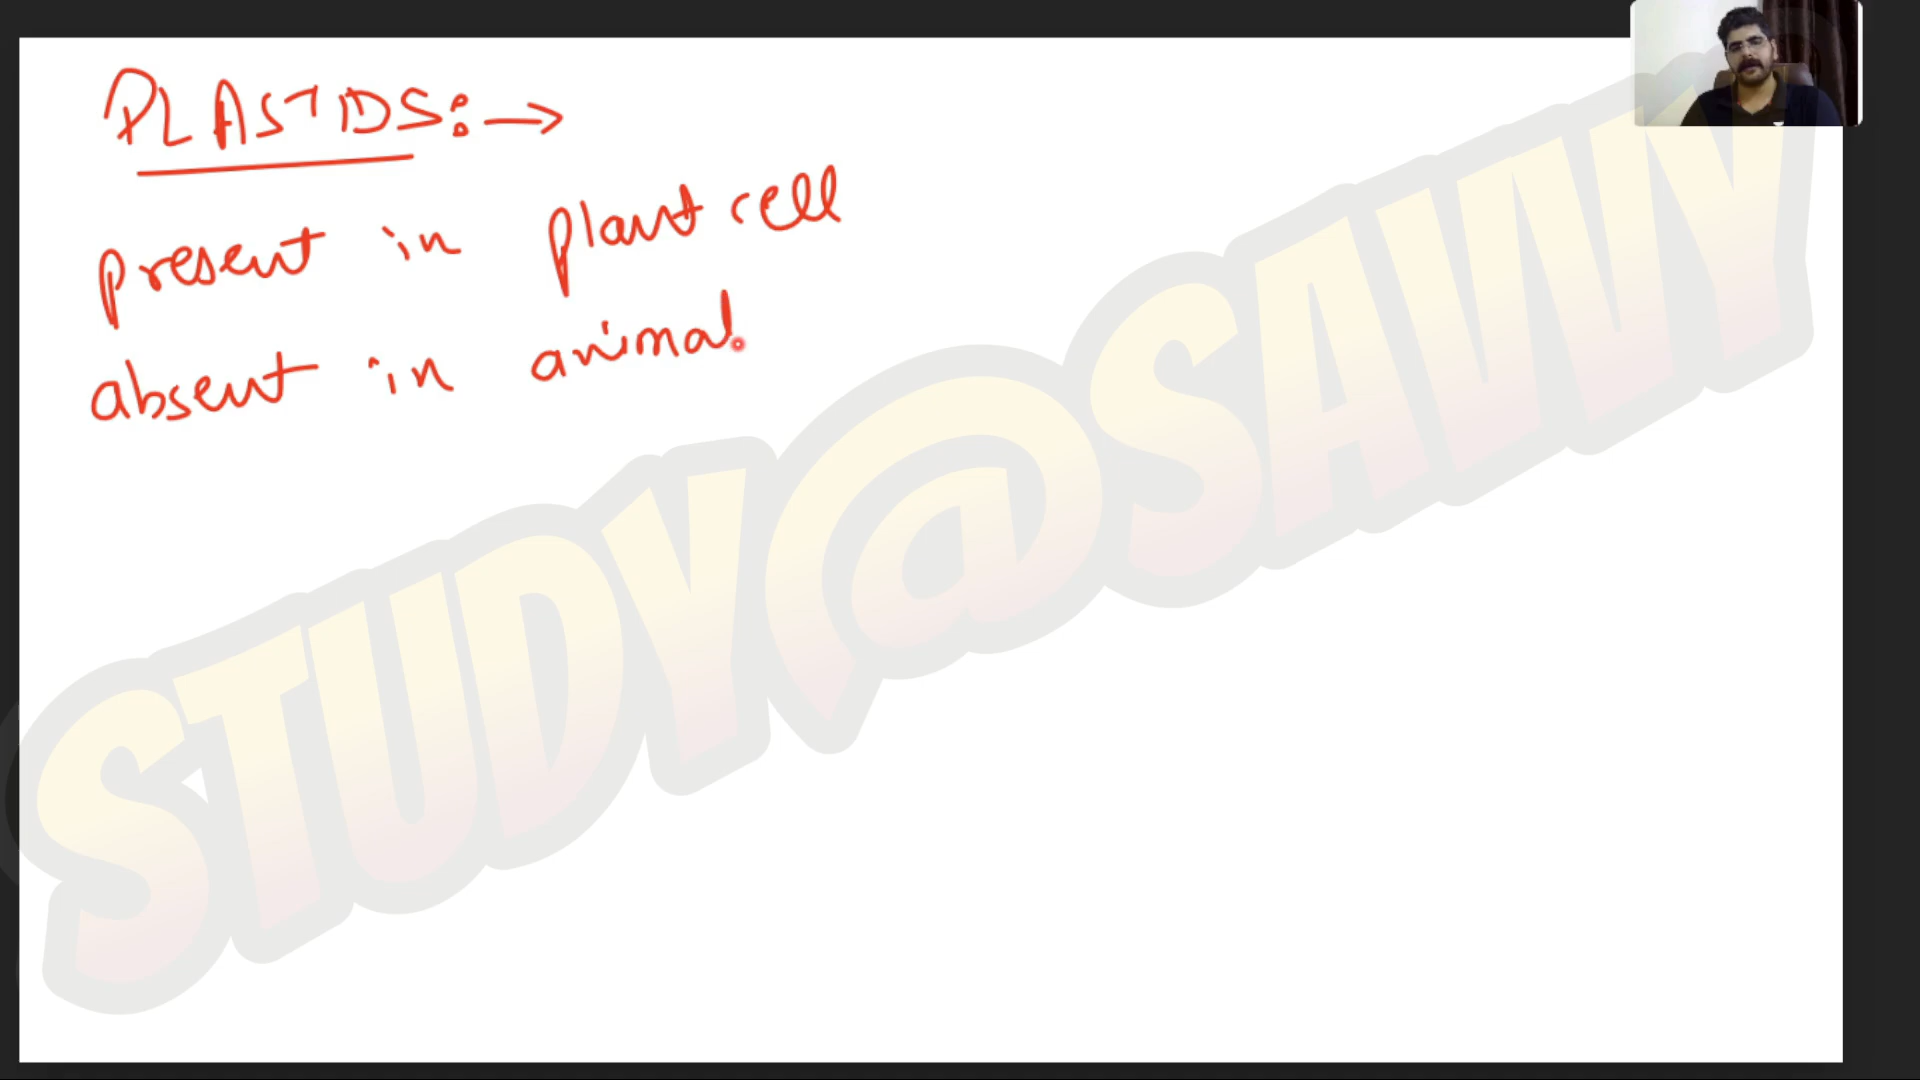 PLASTIDS:→
present in plant cell
absent in animal
STUDY@SAVVY